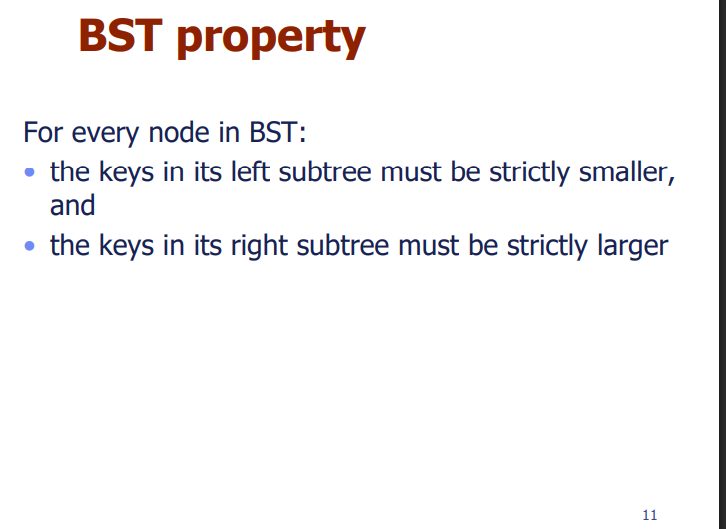 BST property
For every node in BST:
• the keys in its left subtree must be strictly smaller,
and
• the keys in its right subtree must be strictly larger
11